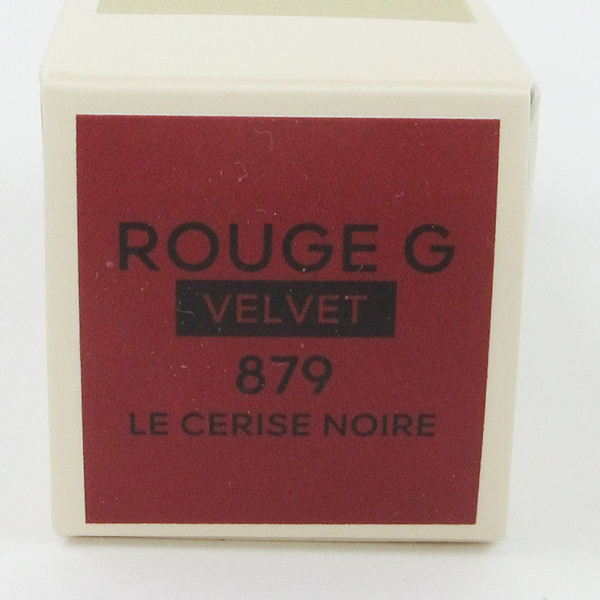 ROUGE G
VELVET
879
LE CERISE NOIRE